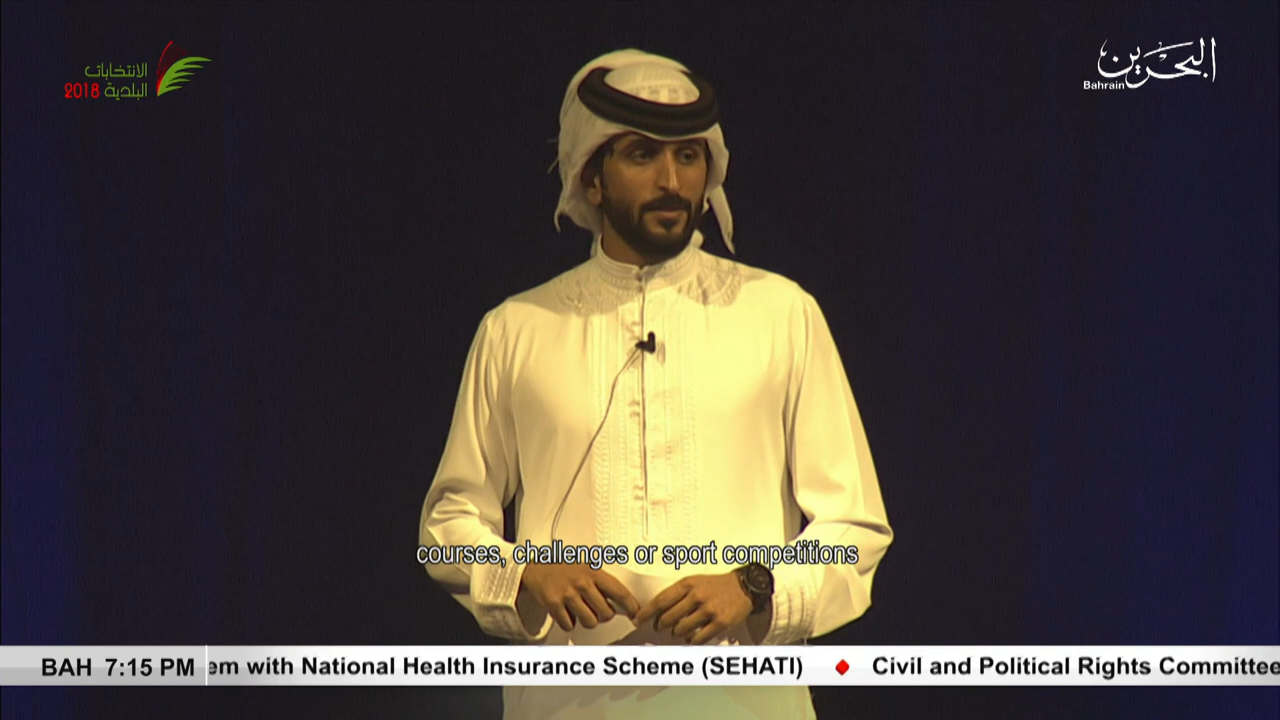 الانتخابات
البلدية 2018
البحرين
Bahrain
courses, challenges or sport competitions
BAH 7:15 PM
em with National Health Insurance Scheme (SEHATI) ♦ Civil and Political Rights Committee